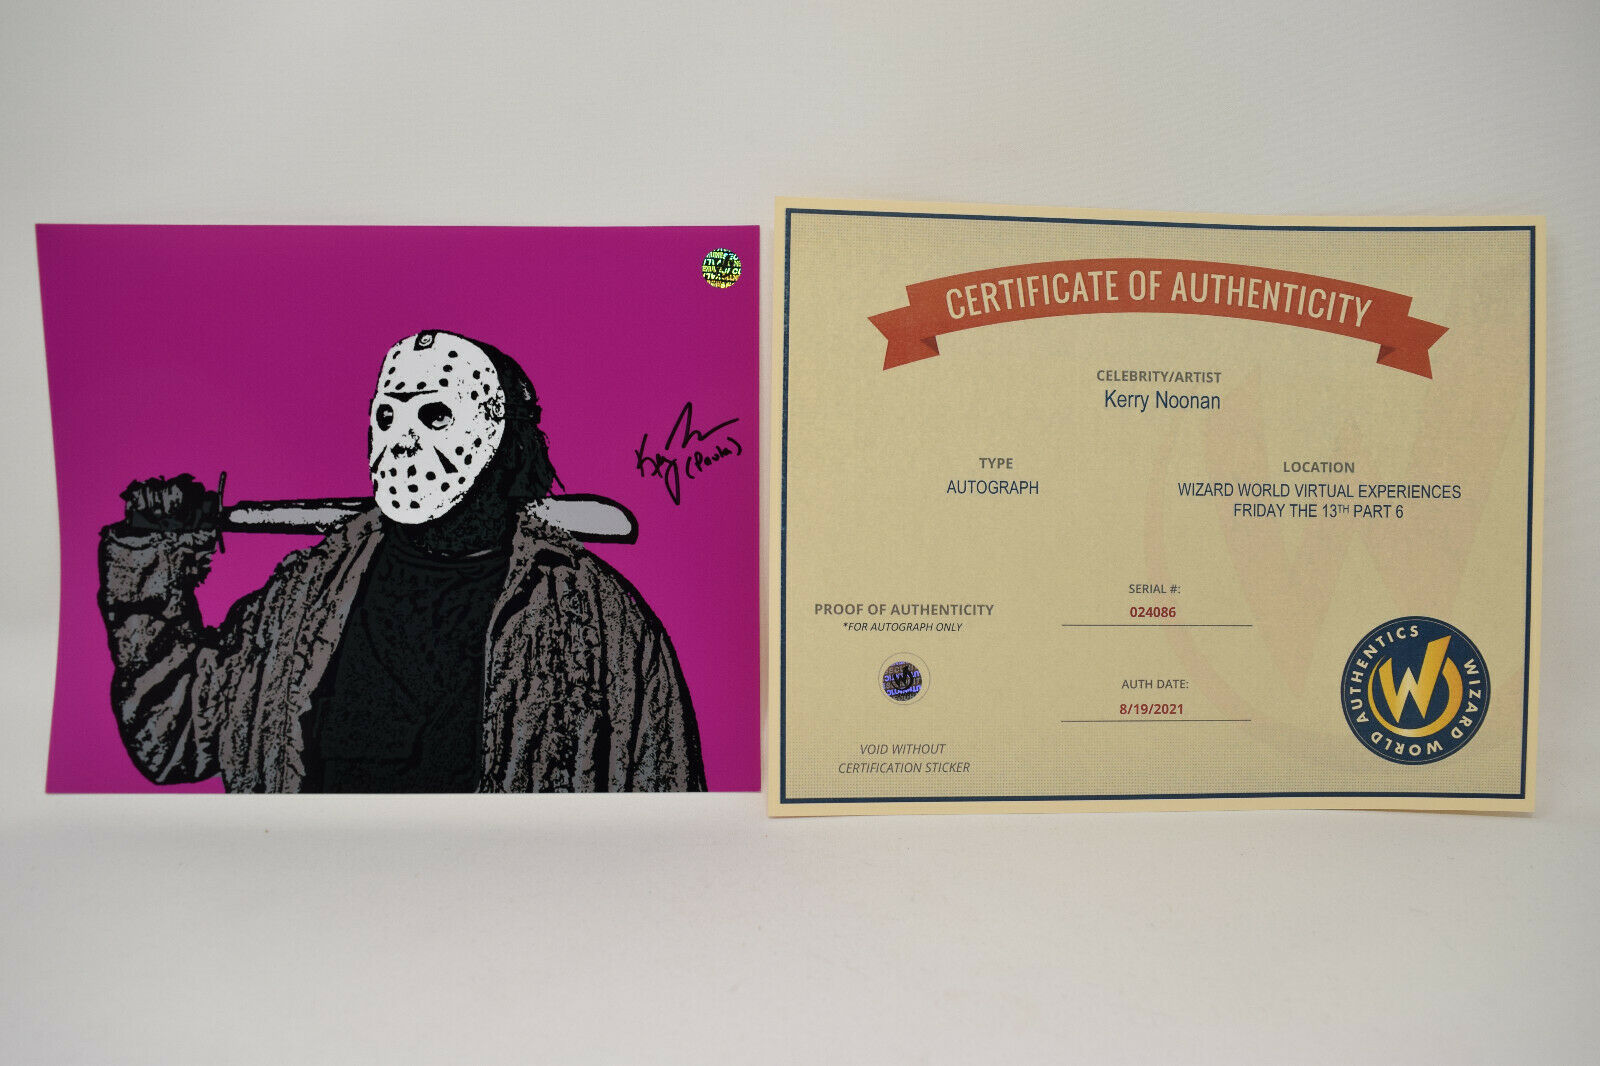 Kerry Noonan
(Paula)
CERTIFICATE OF AUTHENTICITY
CELEBRITY/ARTIST
Kerry Noonan
TYPE
AUTOGRAPH
LOCATION
WIZARD WORLD VIRTUAL EXPERIENCES
FRIDAY THE 13TH PART 6
SERIAL #:
024086
PROOF OF AUTHENTICITY
*FOR AUTOGRAPH ONLY
AUTH DATE:
8/19/2021
VOID WITHOUT
CERTIFICATION STICKER
WIZARD WORLD AUTHENTICS
W